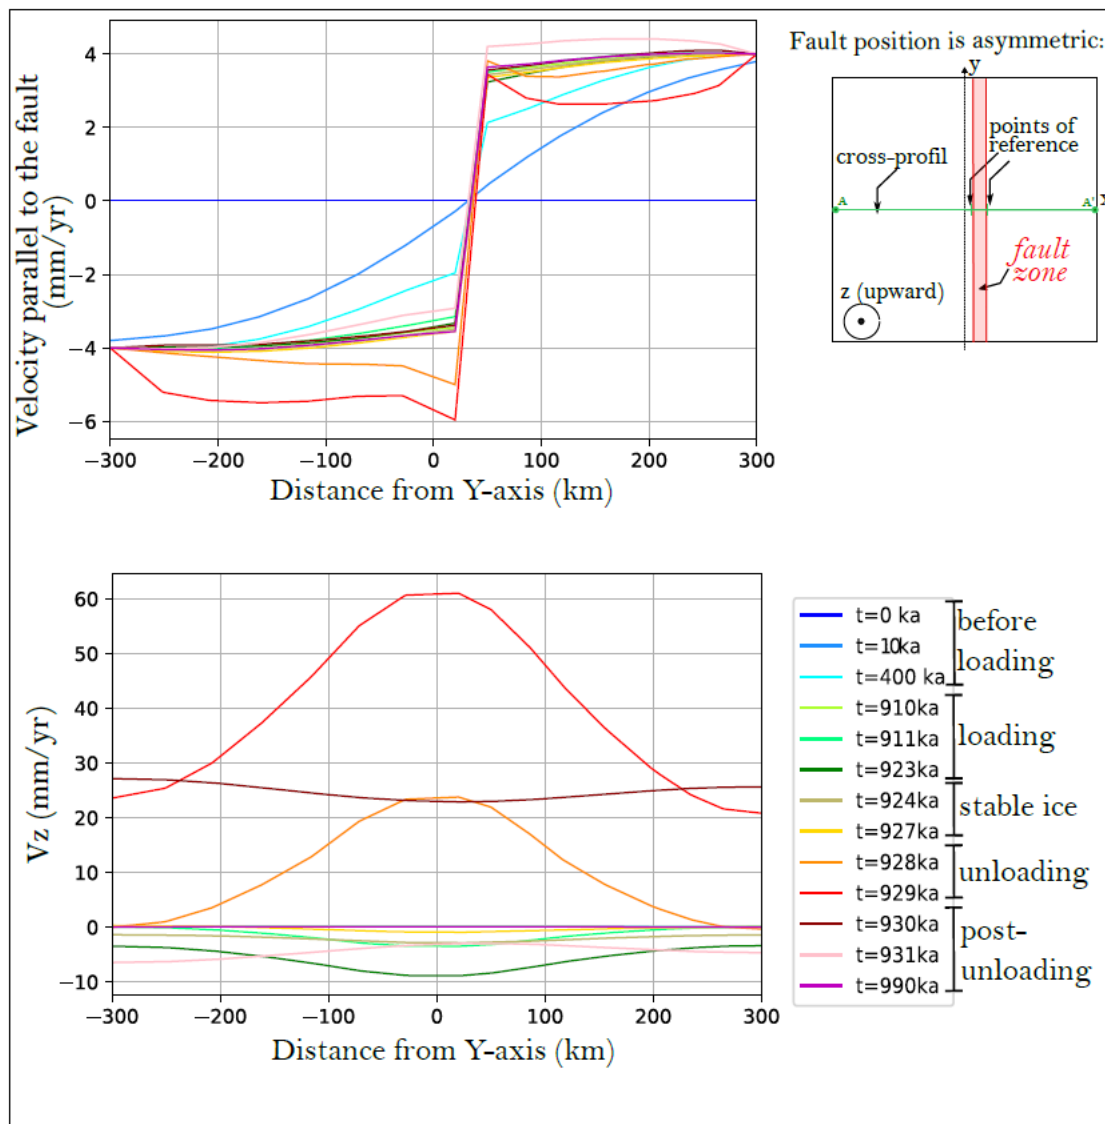 Velocity parallel to the fault
(mm/yr)
4
2
0
−2
−4
−6
−300
−200
−100
0
100
200
300
Distance from Y-axis (km)
Fault position is asymmetric:
y
points of
reference
cross-profil
A
A'
x
fault
zone
z (upward)
Vz (mm/yr)
60
50
40
30
20
10
0
−10
−300
−200
−100
0
100
200
300
Distance from Y-axis (km)
t=0 ka
t=10ka
t=400 ka
before
loading
t=910ka
t=911ka
t=923ka
loading
t=924ka
t=927ka
stable ice
t=928ka
t=929ka
unloading
t=930ka
t=931ka
t=990ka
post-
unloading